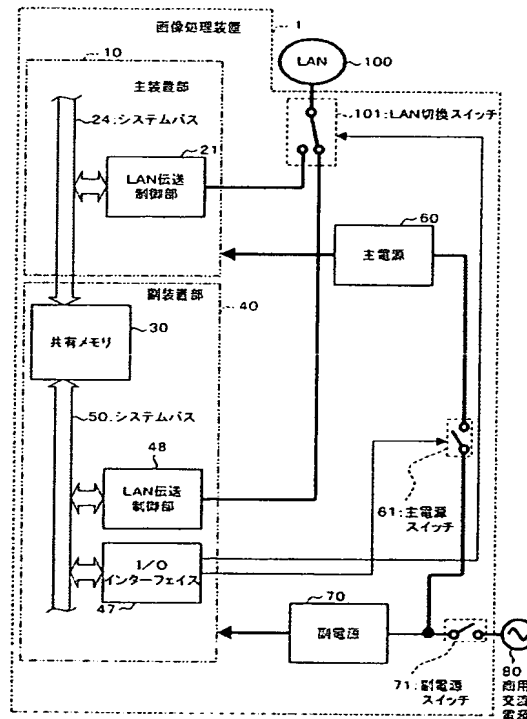 画像処理装置
1
10
主装置部
LAN
100
24:システムバス
101:LAN切換スイッチ
21
LAN伝送
制御部
60
主電源
副装置部
40
共有メモリ
30
50:システムバス
48
LAN伝送
制御部
61:主電源
スイッチ
I/O
インターフェイス
47
70
副電源
71:副電源
スイッチ
80
商用
交流
電源